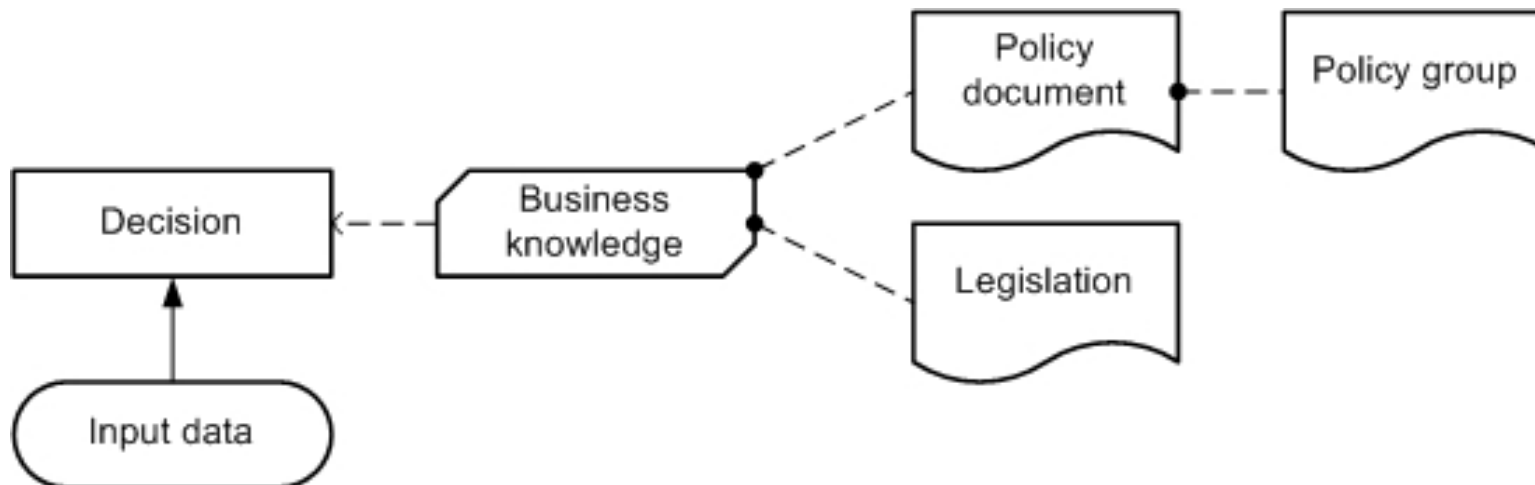 Policy
document
Policy group
Decision
Business
knowledge
Legislation
Input data